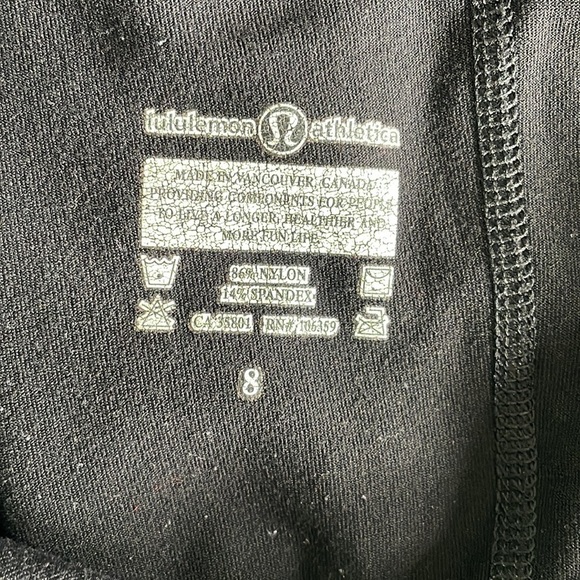 lululemon athletica
MADE IN VANCOUVER, CANADA.
PROVIDING COMPONENTS FOR PEOPLE
TO LIVE A LONGER, HEALTHIER AND
MORE FUN LIFE.
86% NYLON
14% SPANDEX
CA 35801 RN# 106359
8